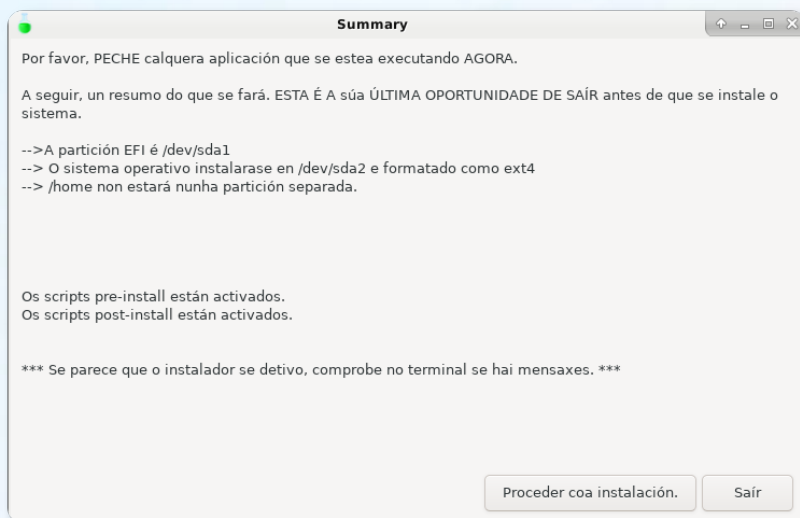 Summary
Por favor, PECHE calquera aplicación que se estea executando AGORA.
A seguir, un resumo do que se fará. ESTA É A súa ÚLTIMA OPORTUNIDADE DE SAÍR antes de que se instale o
sistema.
-->A partición EFI é /dev/sda1
--> O sistema operativo instalarase en /dev/sda2 e formatado como ext4
--> /home non estará nunha partición separada.
Os scripts pre-install están activados.
Os scripts post-install están activados.
*** Se parece que o instalador se detivo, comprobe no terminal se hai mensaxes. ***
Proceder coa instalación.
Saír